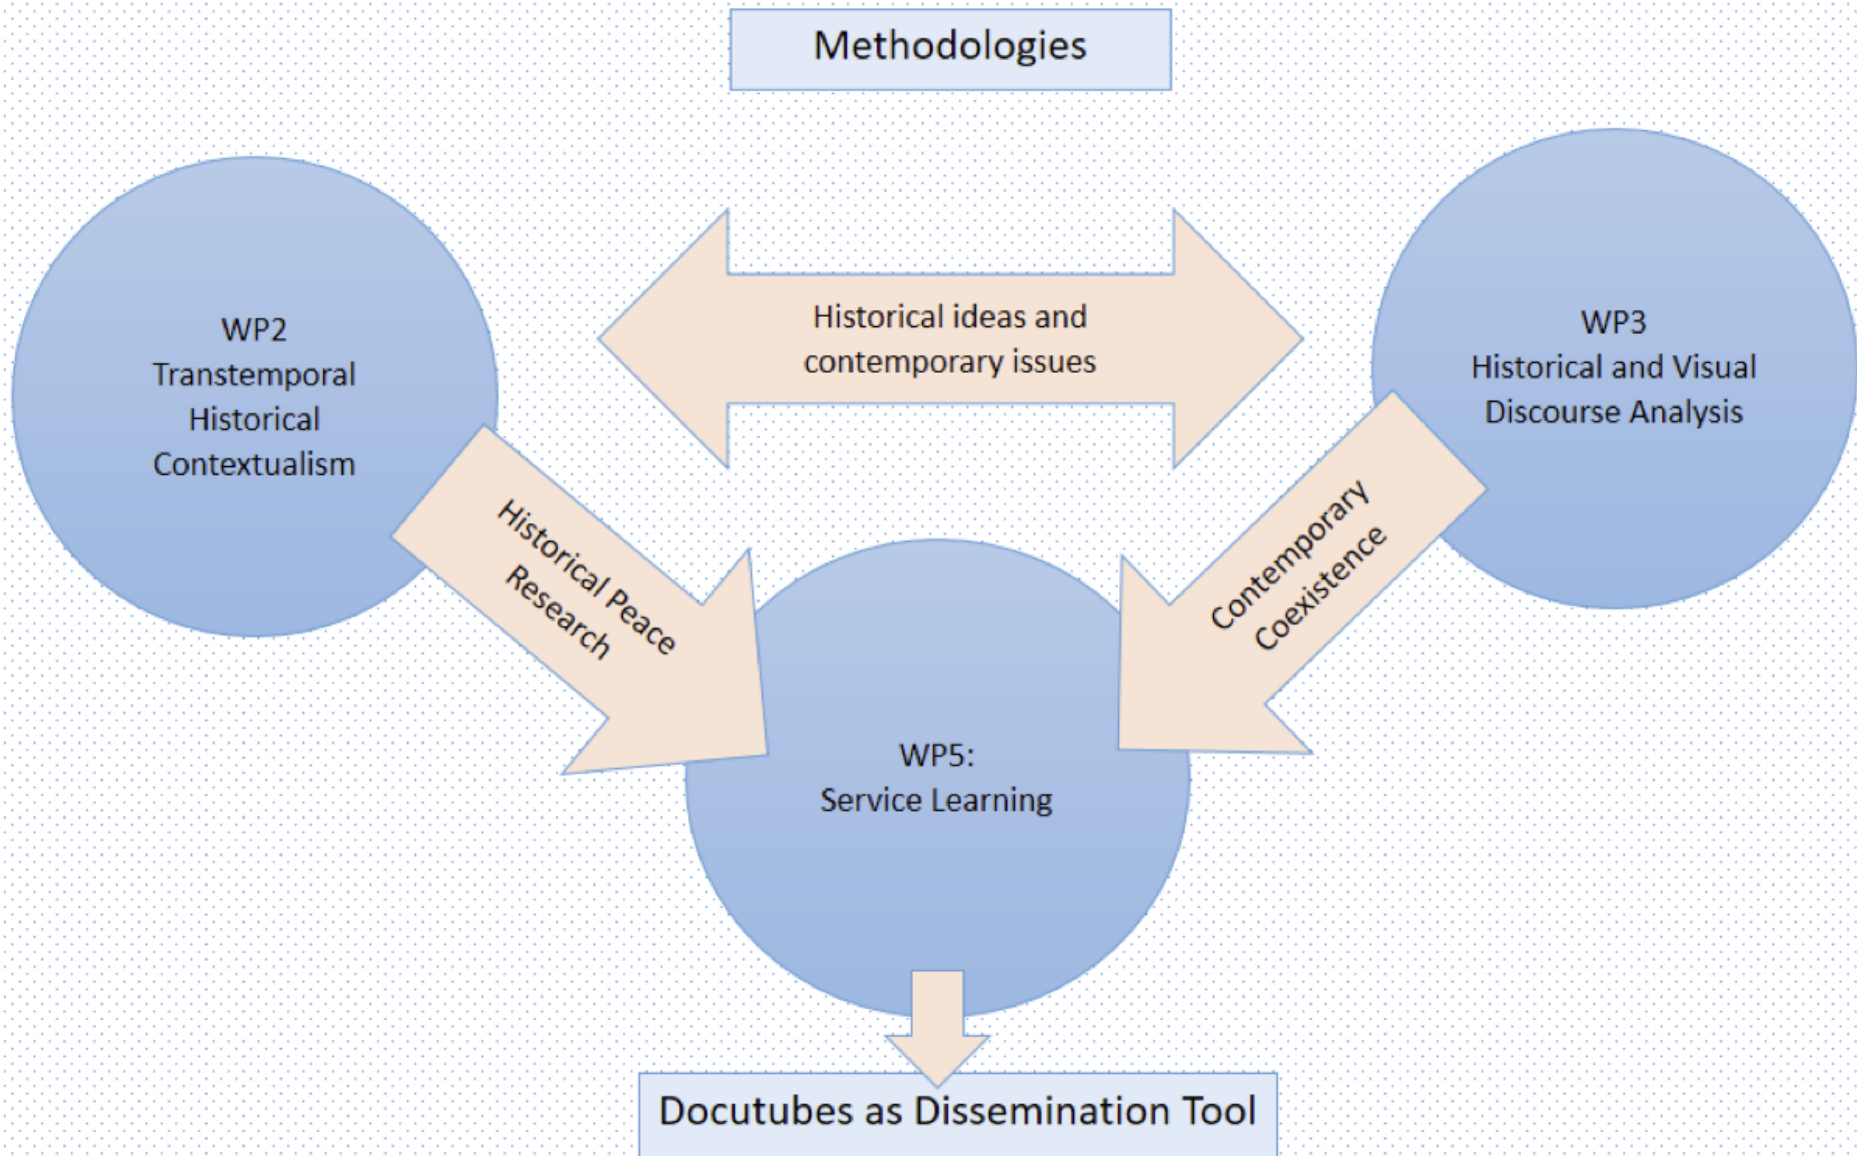 Methodologies
WP2
Transtemporal
Historical
Contextualism
Historical ideas and
contemporary issues
WP3
Historical and Visual
Discourse Analysis
Historical Peace
Research
Contemporary
Coexistence
WP5:
Service Learning
Docutubes as Dissemination Tool